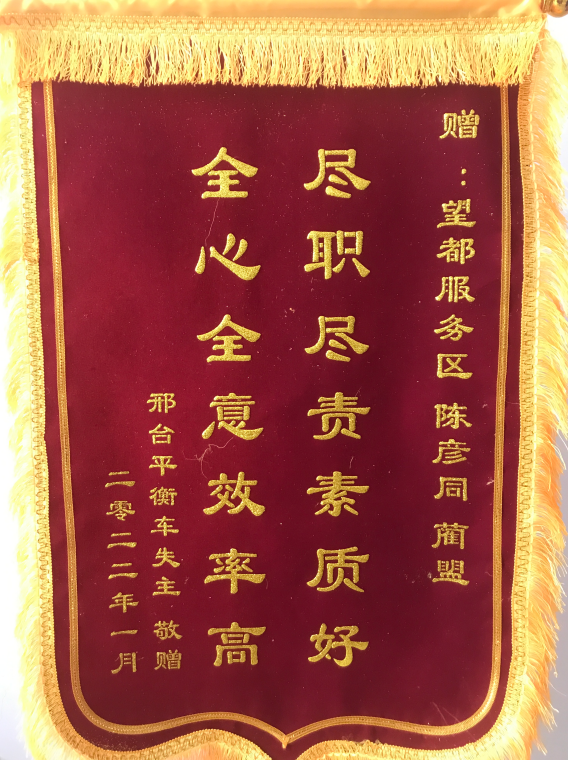 赠：望都服务区 陈彦同 蔺盟
尽职尽责素质好
全心全意效率高
邢台平衡车失主 敬赠
二零二二年一月